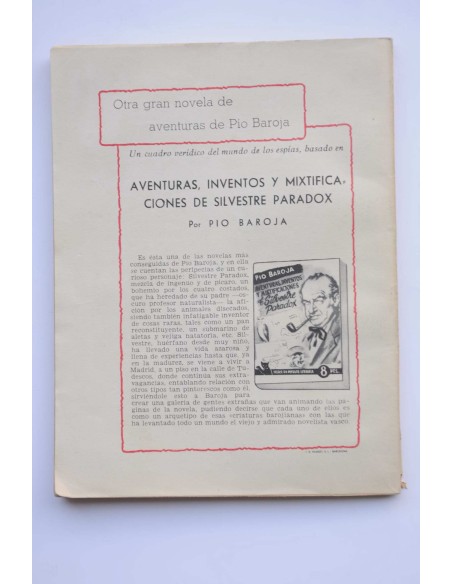 Otra gran novela de
aventuras de Pío Baroja
Un cuadro verídico del mundo de los espías, basado en
AVENTURAS, INVENTOS Y MIXTIFICA-
CIONES DE SILVESTRE PARADOX
Por PIO BAROJA
Es esta una de las novelas más
conseguidas de Pío Baroja, y en ella
se cuentan las peripecias de un cu-
rioso personaje: Silvestre Paradox,
mezcla de ingenuo y de pícaro, un
bohemio por los cuatro costados,
que ha heredado de su padre —os-
curo profesor naturalista— la afi-
ción por los animales disecados,
siendo también infatigable inventor
de cosas raras, tales como un pan
reconstituyente, un submarino de
aletas y vejiga natatoria, etc. Sil-
vestre, huérfano desde muy niño,
ha llevado una vida azarosa y
llena de experiencias hasta que, ya
en la madurez, se viene a vivir a
Madrid, a un piso en la calle de Tu-
descos, donde continúa sus extra-
vagancias, entablando relación con
otros tipos tan pintorescos como él,
sirviéndole esto a Baroja para
crear una galería de gentes extrañas que van animando las pá-
ginas de la novela, pudiendo decirse que cada uno de ellos es
como un arquetipo de esas «criaturas barojianas» con las que
ha levantado todo un mundo el viejo y admirado novelista vasco
PIO BAROJA
AVENTURAS, INVENTOS
Y MIXTIFICACIONES
de Silvestre
Paradox
8 PTS.